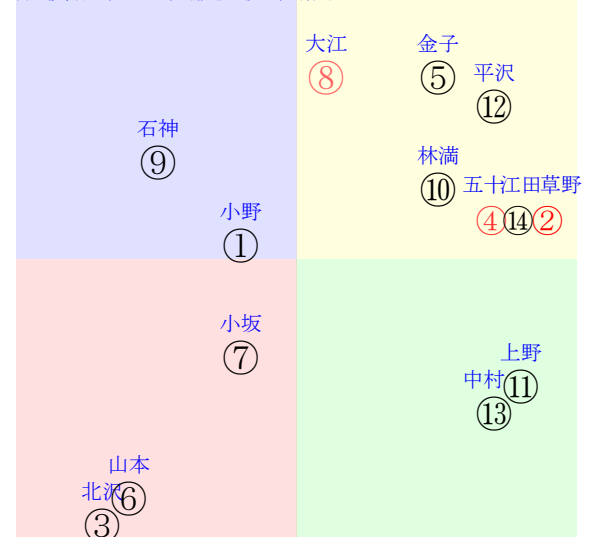 大江
金子
⑧
⑤
平沢
⑫
石神
⑨
林満
⑩
五十江田草野
④⑭②
小野
①
小坂
⑦
上野
⑪
中村
⑬
山本
⑥
北沢
③